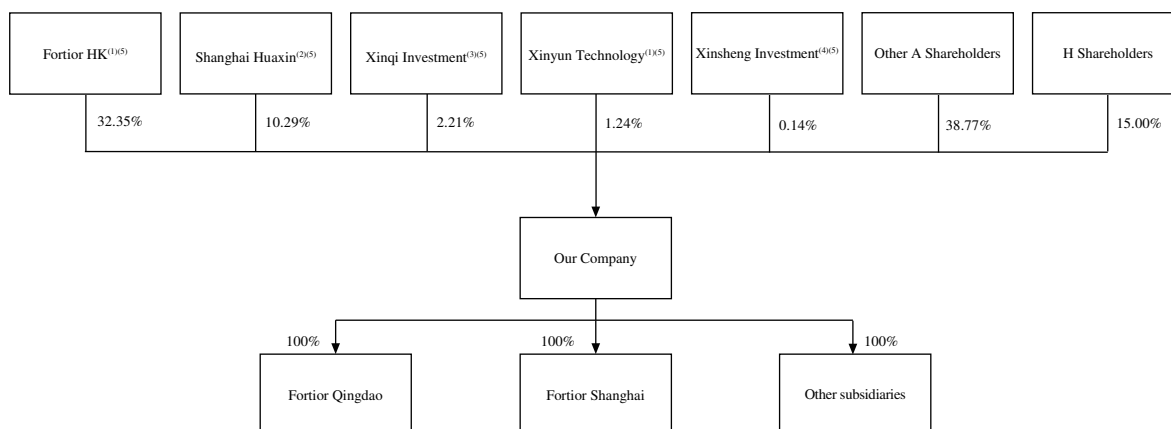 Fortior HK(1)(5)
Shanghai Huaxin(2)(5)
Xinqi Investment(3)(5)
Xinyun Technology(1)(5)
Xinsheng Investment(4)(5)
Other A Shareholders
H Shareholders
32.35%
10.29%
2.21%
1.24%
0.14%
38.77%
15.00%
Our Company
100%
100%
100%
Fortior Qingdao
Fortior Shanghai
Other subsidiaries